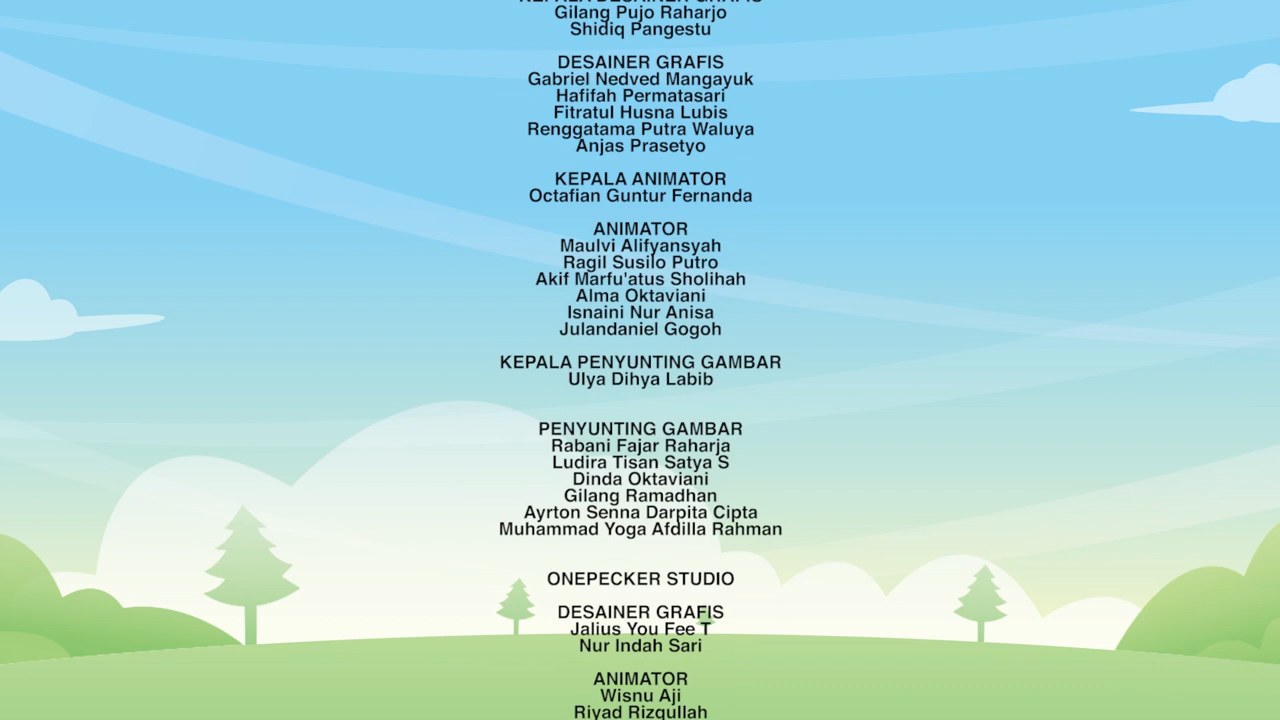 KEPALA DESAINER GRAFIS
Gilang Pujo Raharjo
Shidiq Pangestu
DESAINER GRAFIS
Gabriel Nedved Mangayuk
Hafifah Permatasari
Fitratul Husna Lubis
Renggatama Putra Waluya
Anjas Prasetyo
KEPALA ANIMATOR
Octafian Guntur Fernanda
ANIMATOR
Maulvi Alifyansyah
Ragil Susilo Putro
Akif Marfu'atus Sholihah
Alma Oktaviani
Isnaini Nur Anisa
Julandaniel Gogoh
KEPALA PENYUNTING GAMBAR
Ulya Dihya Labib
PENYUNTING GAMBAR
Rabani Fajar Raharja
Ludira Tisan Satya S
Dinda Oktaviani
Gilang Ramadhan
Ayrton Senna Darpita Cipta
Muhammad Yoga Afdilla Rahman
ONEPECKER STUDIO
DESAINER GRAFIS
Jalius You Fee T
Nur Indah Sari
ANIMATOR
Wisnu Aji
Riyad Rizqullah